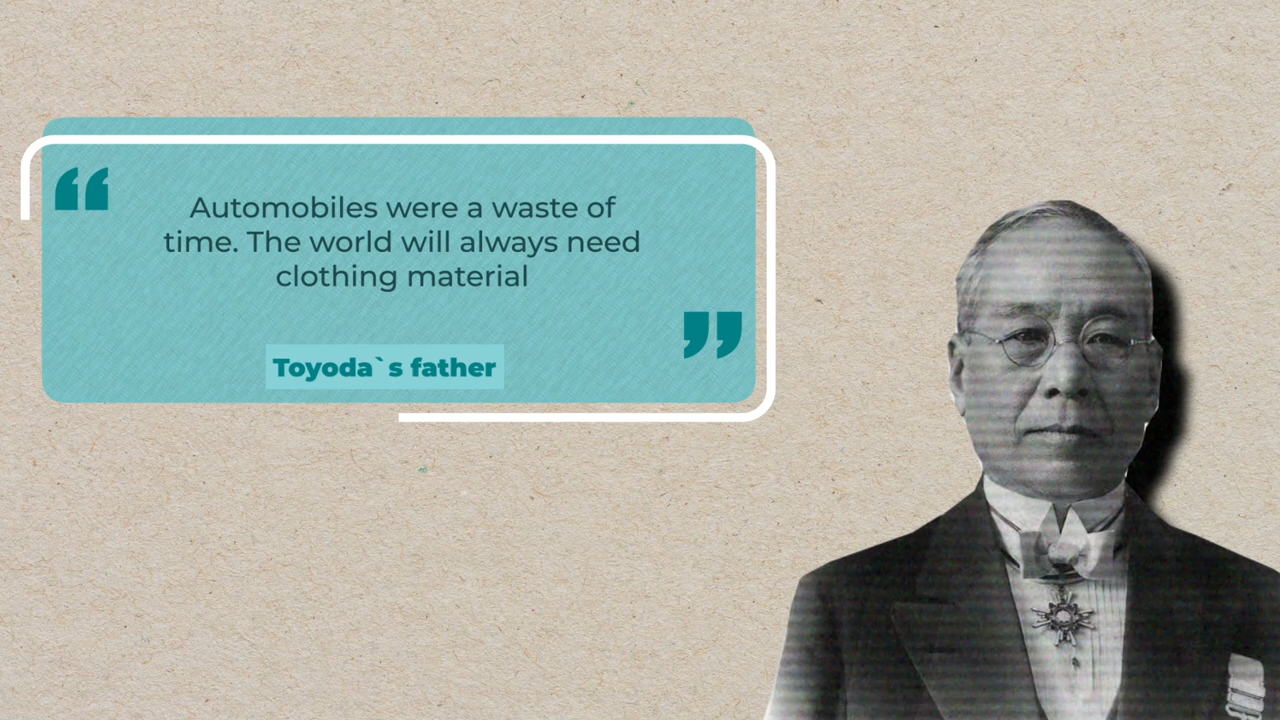 “
Automobiles were a waste of
time. The world will always need
clothing material
”
Toyoda`s father